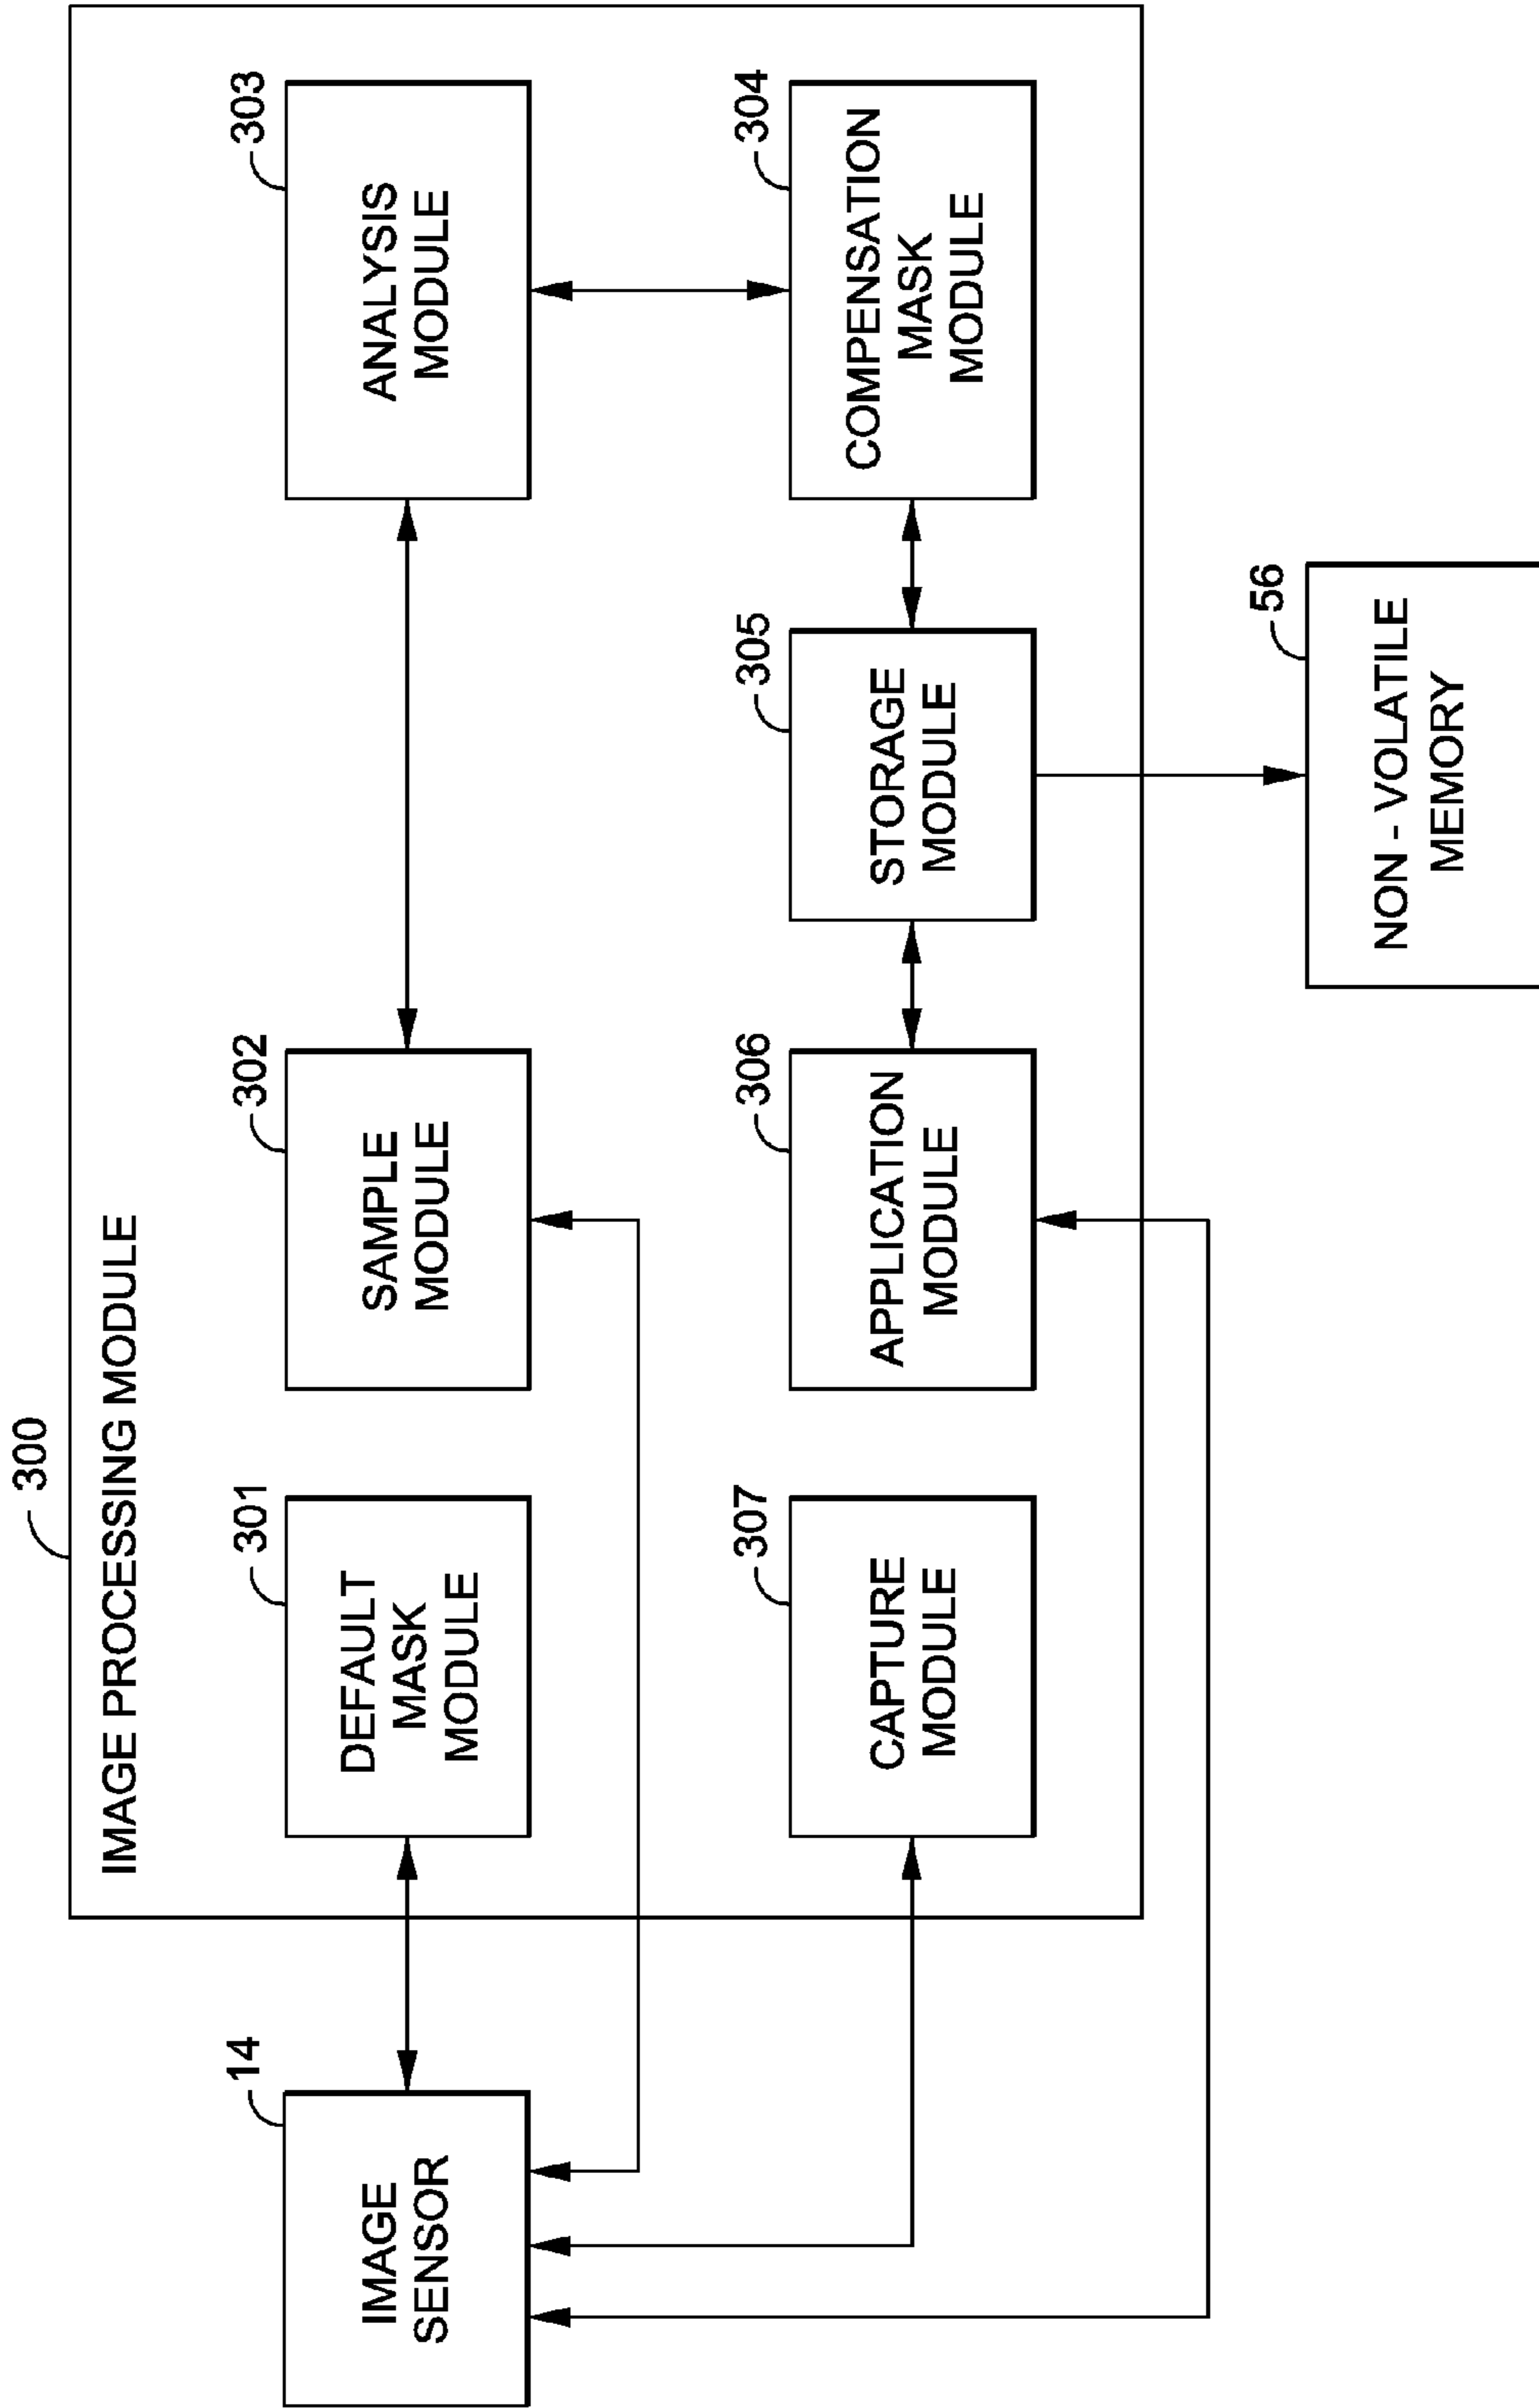 300
IMAGE PROCESSING MODULE
14
IMAGE
SENSOR
301
DEFAULT
MASK
MODULE
302
SAMPLE
MODULE
303
ANALYSIS
MODULE
307
CAPTURE
MODULE
306
APPLICATION
MODULE
305
STORAGE
MODULE
304
COMPENSATION
MASK
MODULE
56
NON - VOLATILE
MEMORY